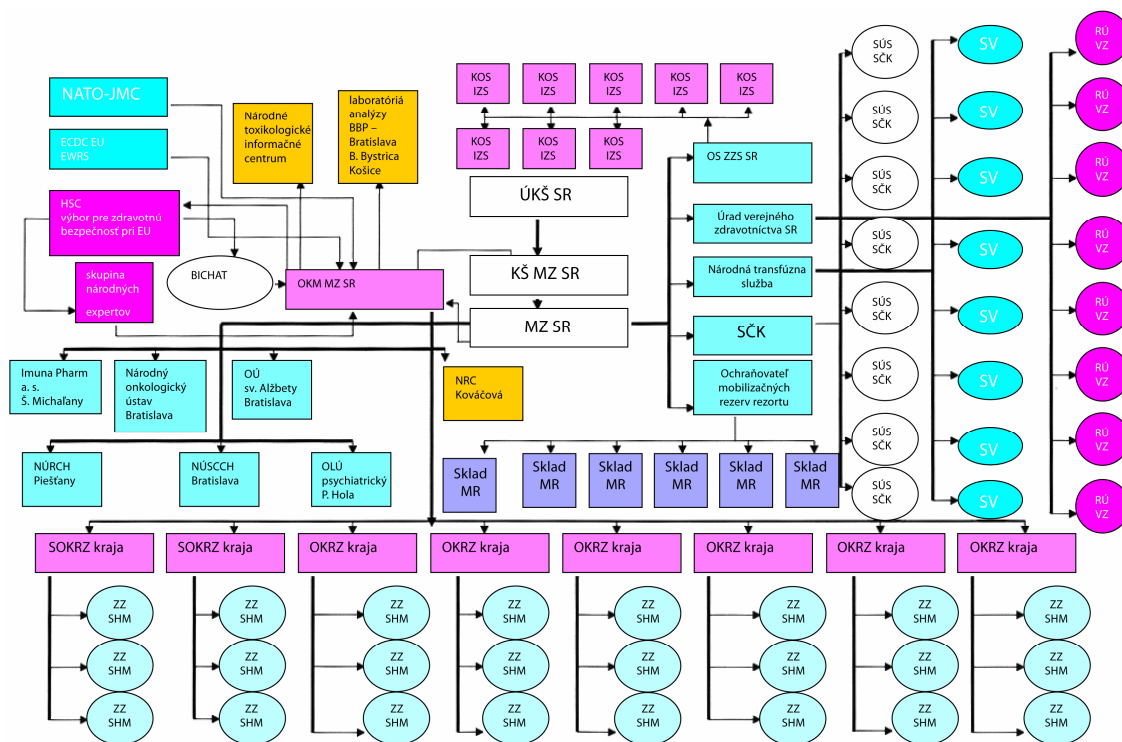 NATO-JMC
ECDC EU
EWRS
HSC
výbor pre zdravotnú
bezpečnosť pri EU
skupina
národných
expertov
BICHAT
Národné
toxikologické
informačné
centrum
laboratóriá
analýzy
BBP –
Bratislava
B. Bystrica
Košice
OKM MZ SR
KOS
IZS
KOS
IZS
KOS
IZS
KOS
IZS
KOS
IZS
KOS
IZS
KOS
IZS
KOS
IZS
ÚKŠ SR
KŠ MZ SR
MZ SR
OS ZZS SR
Úrad verejného
zdravotníctva SR
Národná transfúzna
služba
SČK
Ochraňovateľ
mobilizačných
rezerv rezortu
SÚS
SČK
SÚS
SČK
SÚS
SČK
SÚS
SČK
SÚS
SČK
SÚS
SČK
SÚS
SČK
SÚS
SČK
SV
SV
SV
SV
SV
SV
SV
SV
RÚ
VZ
RÚ
VZ
RÚ
VZ
RÚ
VZ
RÚ
VZ
RÚ
VZ
RÚ
VZ
RÚ
VZ
Imuna Pharm
a. s.
Š. Michaľany
Národný
onkologický
ústav
Bratislava
OÚ
sv. Alžbety
Bratislava
NRC
Kováčová
NÚRCH
Piešťany
NÚSCCH
Bratislava
OLÚ
psychiatrický
P. Hola
Sklad
MR
Sklad
MR
Sklad
MR
Sklad
MR
Sklad
MR
Sklad
MR
SOKRZ kraja
SOKRZ kraja
OKRZ kraja
OKRZ kraja
OKRZ kraja
OKRZ kraja
OKRZ kraja
OKRZ kraja
ZZ
SHM
ZZ
SHM
ZZ
SHM
ZZ
SHM
ZZ
SHM
ZZ
SHM
ZZ
SHM
ZZ
SHM
ZZ
SHM
ZZ
SHM
ZZ
SHM
ZZ
SHM
ZZ
SHM
ZZ
SHM
ZZ
SHM
ZZ
SHM
ZZ
SHM
ZZ
SHM
ZZ
SHM
ZZ
SHM
ZZ
SHM
ZZ
SHM
ZZ
SHM
ZZ
SHM